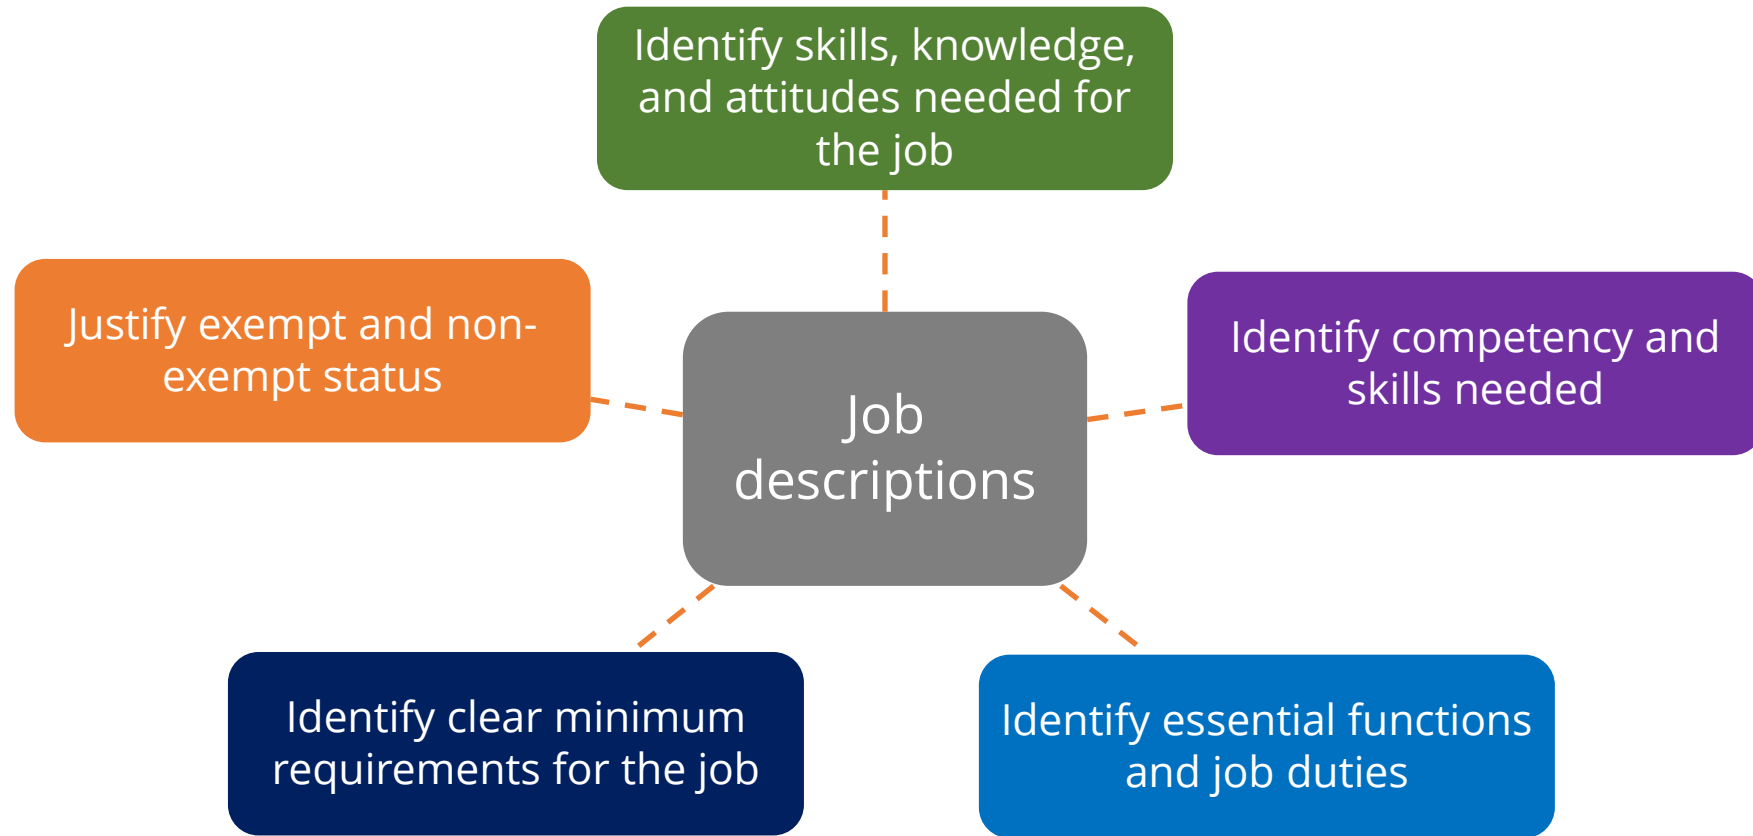 Identify skills, knowledge,
and attitudes needed for
the job
Justify exempt and non-
exempt status
Identify competency and
skills needed
Job
descriptions
Identify clear minimum
requirements for the job
Identify essential functions
and job duties